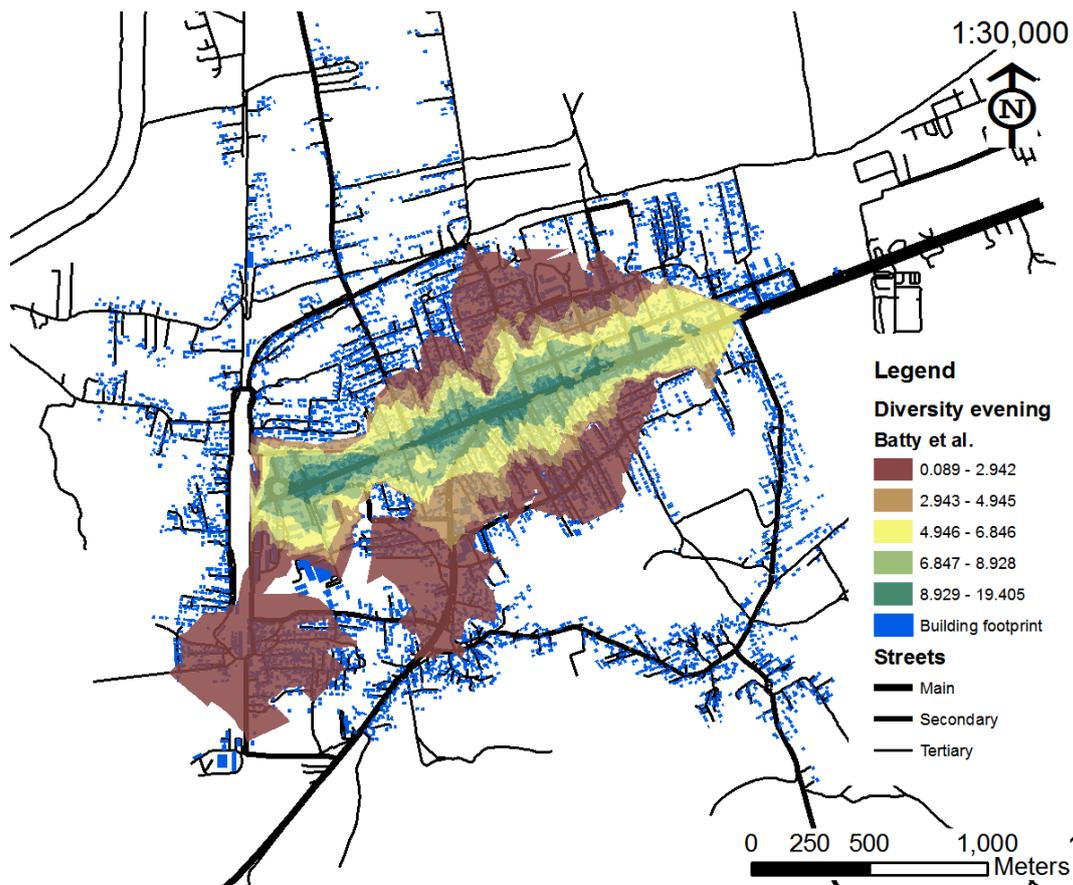 1:30,000
N
Legend
Diversity evening
Batty et al.
0.089 - 2.942
2.943 - 4.945
4.946 - 6.846
6.847 - 8.928
8.929 - 19.405
Building footprint
Streets
Main
Secondary
Tertiary
0 250 500 1,000
Meters